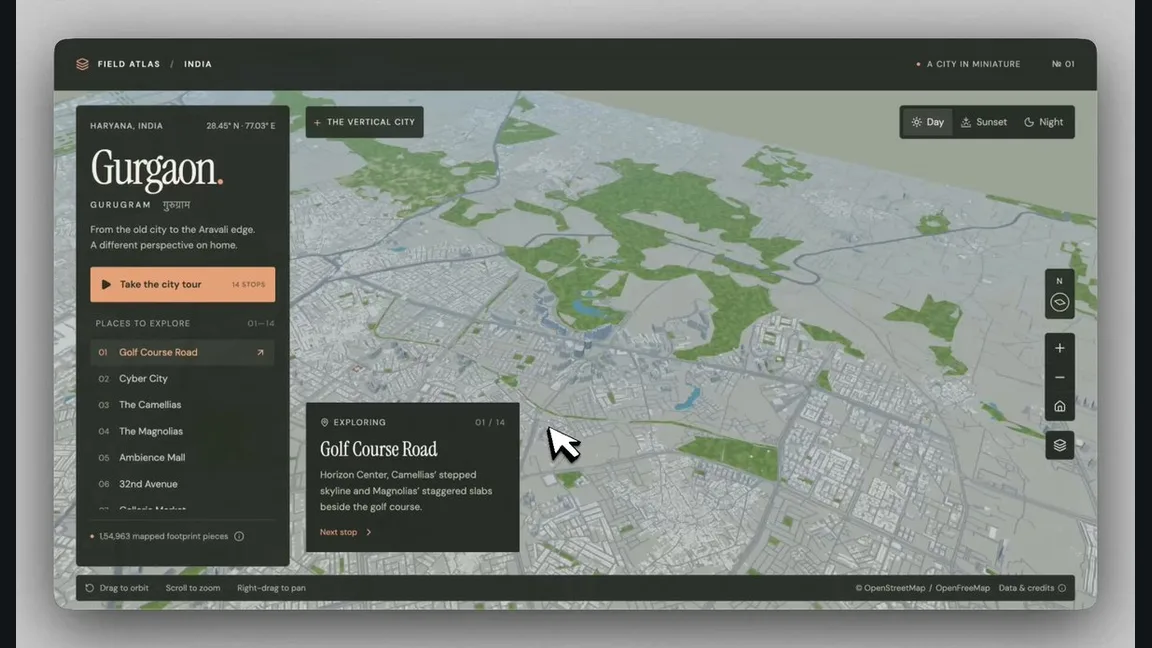 FIELD ATLAS / INDIA
A CITY IN MINIATURE
№ 01
HARYANA, INDIA
28.45° N · 77.03° E
Gurgaon.
GURUGRAM गुरुग्राम
From the old city to the Aravali edge.
A different perspective on home.
Take the city tour
14 STOPS
PLACES TO EXPLORE
01—14
01 Golf Course Road
02 Cyber City
03 The Camellias
04 The Magnolias
05 Ambience Mall
06 32nd Avenue
07 Galleria Market
1,54,963 mapped footprint pieces
+ THE VERTICAL CITY
Day
Sunset
Night
N
EXPLORING
01 / 14
Golf Course Road
Horizon Center, Camellias' stepped
skyline and Magnolias' staggered slabs
beside the golf course.
Next stop
Drag to orbit
Scroll to zoom
Right-drag to pan
© OpenStreetMap / OpenFreeMap
Data & credits